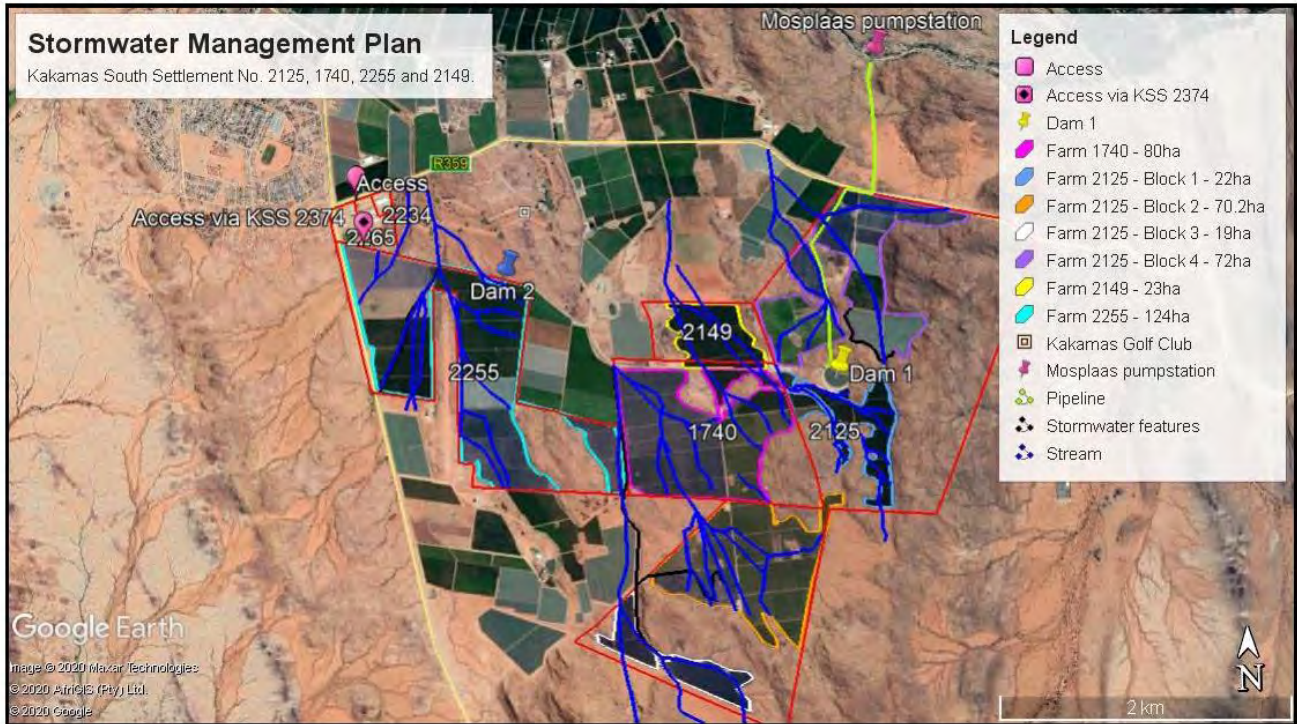 Stormwater Management Plan
Kakamas South Settlement No. 2125, 1740, 2255 and 2149.
Mosplaas pumpstation
Legend
Access
Access via KSS 2374
Dam 1
Farm 1740 - 80ha
Farm 2125 - Block 1 - 22ha
Farm 2125 - Block 2 - 70.2ha
Farm 2125 - Block 3 - 19ha
Farm 2125 - Block 4 - 72ha
Farm 2149 - 23ha
Farm 2255 - 124ha
Kakamas Golf Club
Mosplaas pumpstation
Pipeline
Stormwater features
Stream
R359
Access
Access via KSS 2374
2234
2265
Dam 2
2149
2255
Dam 1
1740
2125
Google Earth
Image © 2020 Maxar Technologies
© 2020 AfriGIS (Pty) Ltd.
© 2020 Google
N
2 km